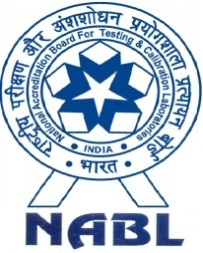 राष्ट्रीय परीक्षण और अंशशोधन प्रयोगशाला प्रत्यायन बोर्ड
National Accreditation Board For Testing & Calibration Laboratories
• INDIA •
• भारत •
NABL